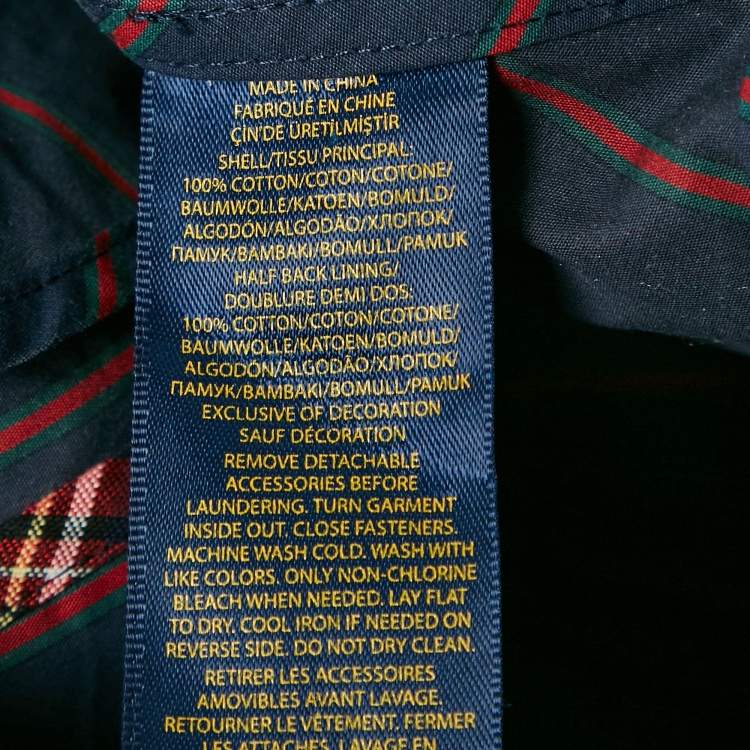 MADE IN CHINA
FABRIQUÉ EN CHINE
ÇİN'DE ÜRETİLMİŞTİR
SHELL/TISSU PRINCIPAL:
100% COTTON/COTON/COTONE/
BAUMWOLLE/KATOEN/BOMULD/
ALGODÓN/ALGODÃO/ХЛОПОК/
ПАМУК/BAMBAKI/BOMULL/PAMUK
HALF BACK LINING/
DOUBLURE DEMI DOS:
100% COTTON/COTON/COTONE/
BAUMWOLLE/KATOEN/BOMULD/
ALGODÓN/ALGODÃO/ХЛОПОК/
ПАМУК/BAMBAKI/BOMULL/PAMUK
EXCLUSIVE OF DECORATION
SAUF DÉCORATION
REMOVE DETACHABLE
ACCESSORIES BEFORE
LAUNDERING. TURN GARMENT
INSIDE OUT. CLOSE FASTENERS.
MACHINE WASH COLD. WASH WITH
LIKE COLORS. ONLY NON-CHLORINE
BLEACH WHEN NEEDED. LAY FLAT
TO DRY. COOL IRON IF NEEDED ON
REVERSE SIDE. DO NOT DRY CLEAN.
RETIRER LES ACCESSOIRES
AMOVIBLES AVANT LAVAGE.
RETOURNER LE VÊTEMENT. FERMER
LES ATTACHES. LAVAGE EN